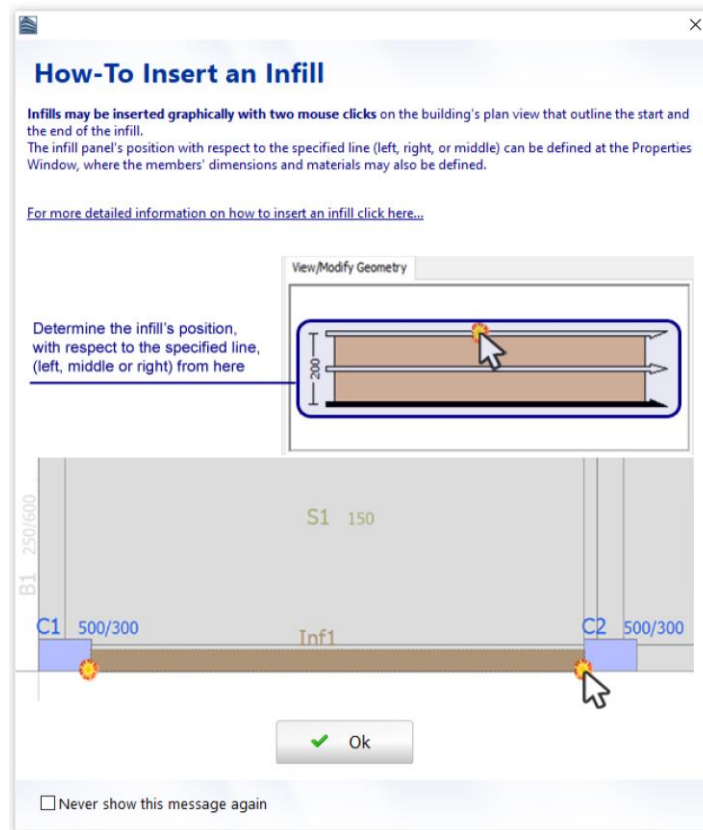 How-To Insert an Infill
Infills may be inserted graphically with two mouse clicks on the building's plan view that outline the start and
the end of the infill.
The infill panel's position with respect to the specified line (left, right, or middle) can be defined at the Properties
Window, where the members' dimensions and materials may also be defined.
For more detailed information on how to insert an infill click here...
View/Modify Geometry
Determine the infill's position,
with respect to the specified line,
(left, middle or right) from here
200
S1 150
B1 250/600
C1 500/300
Inf1
C2 500/300
Ok
Never show this message again